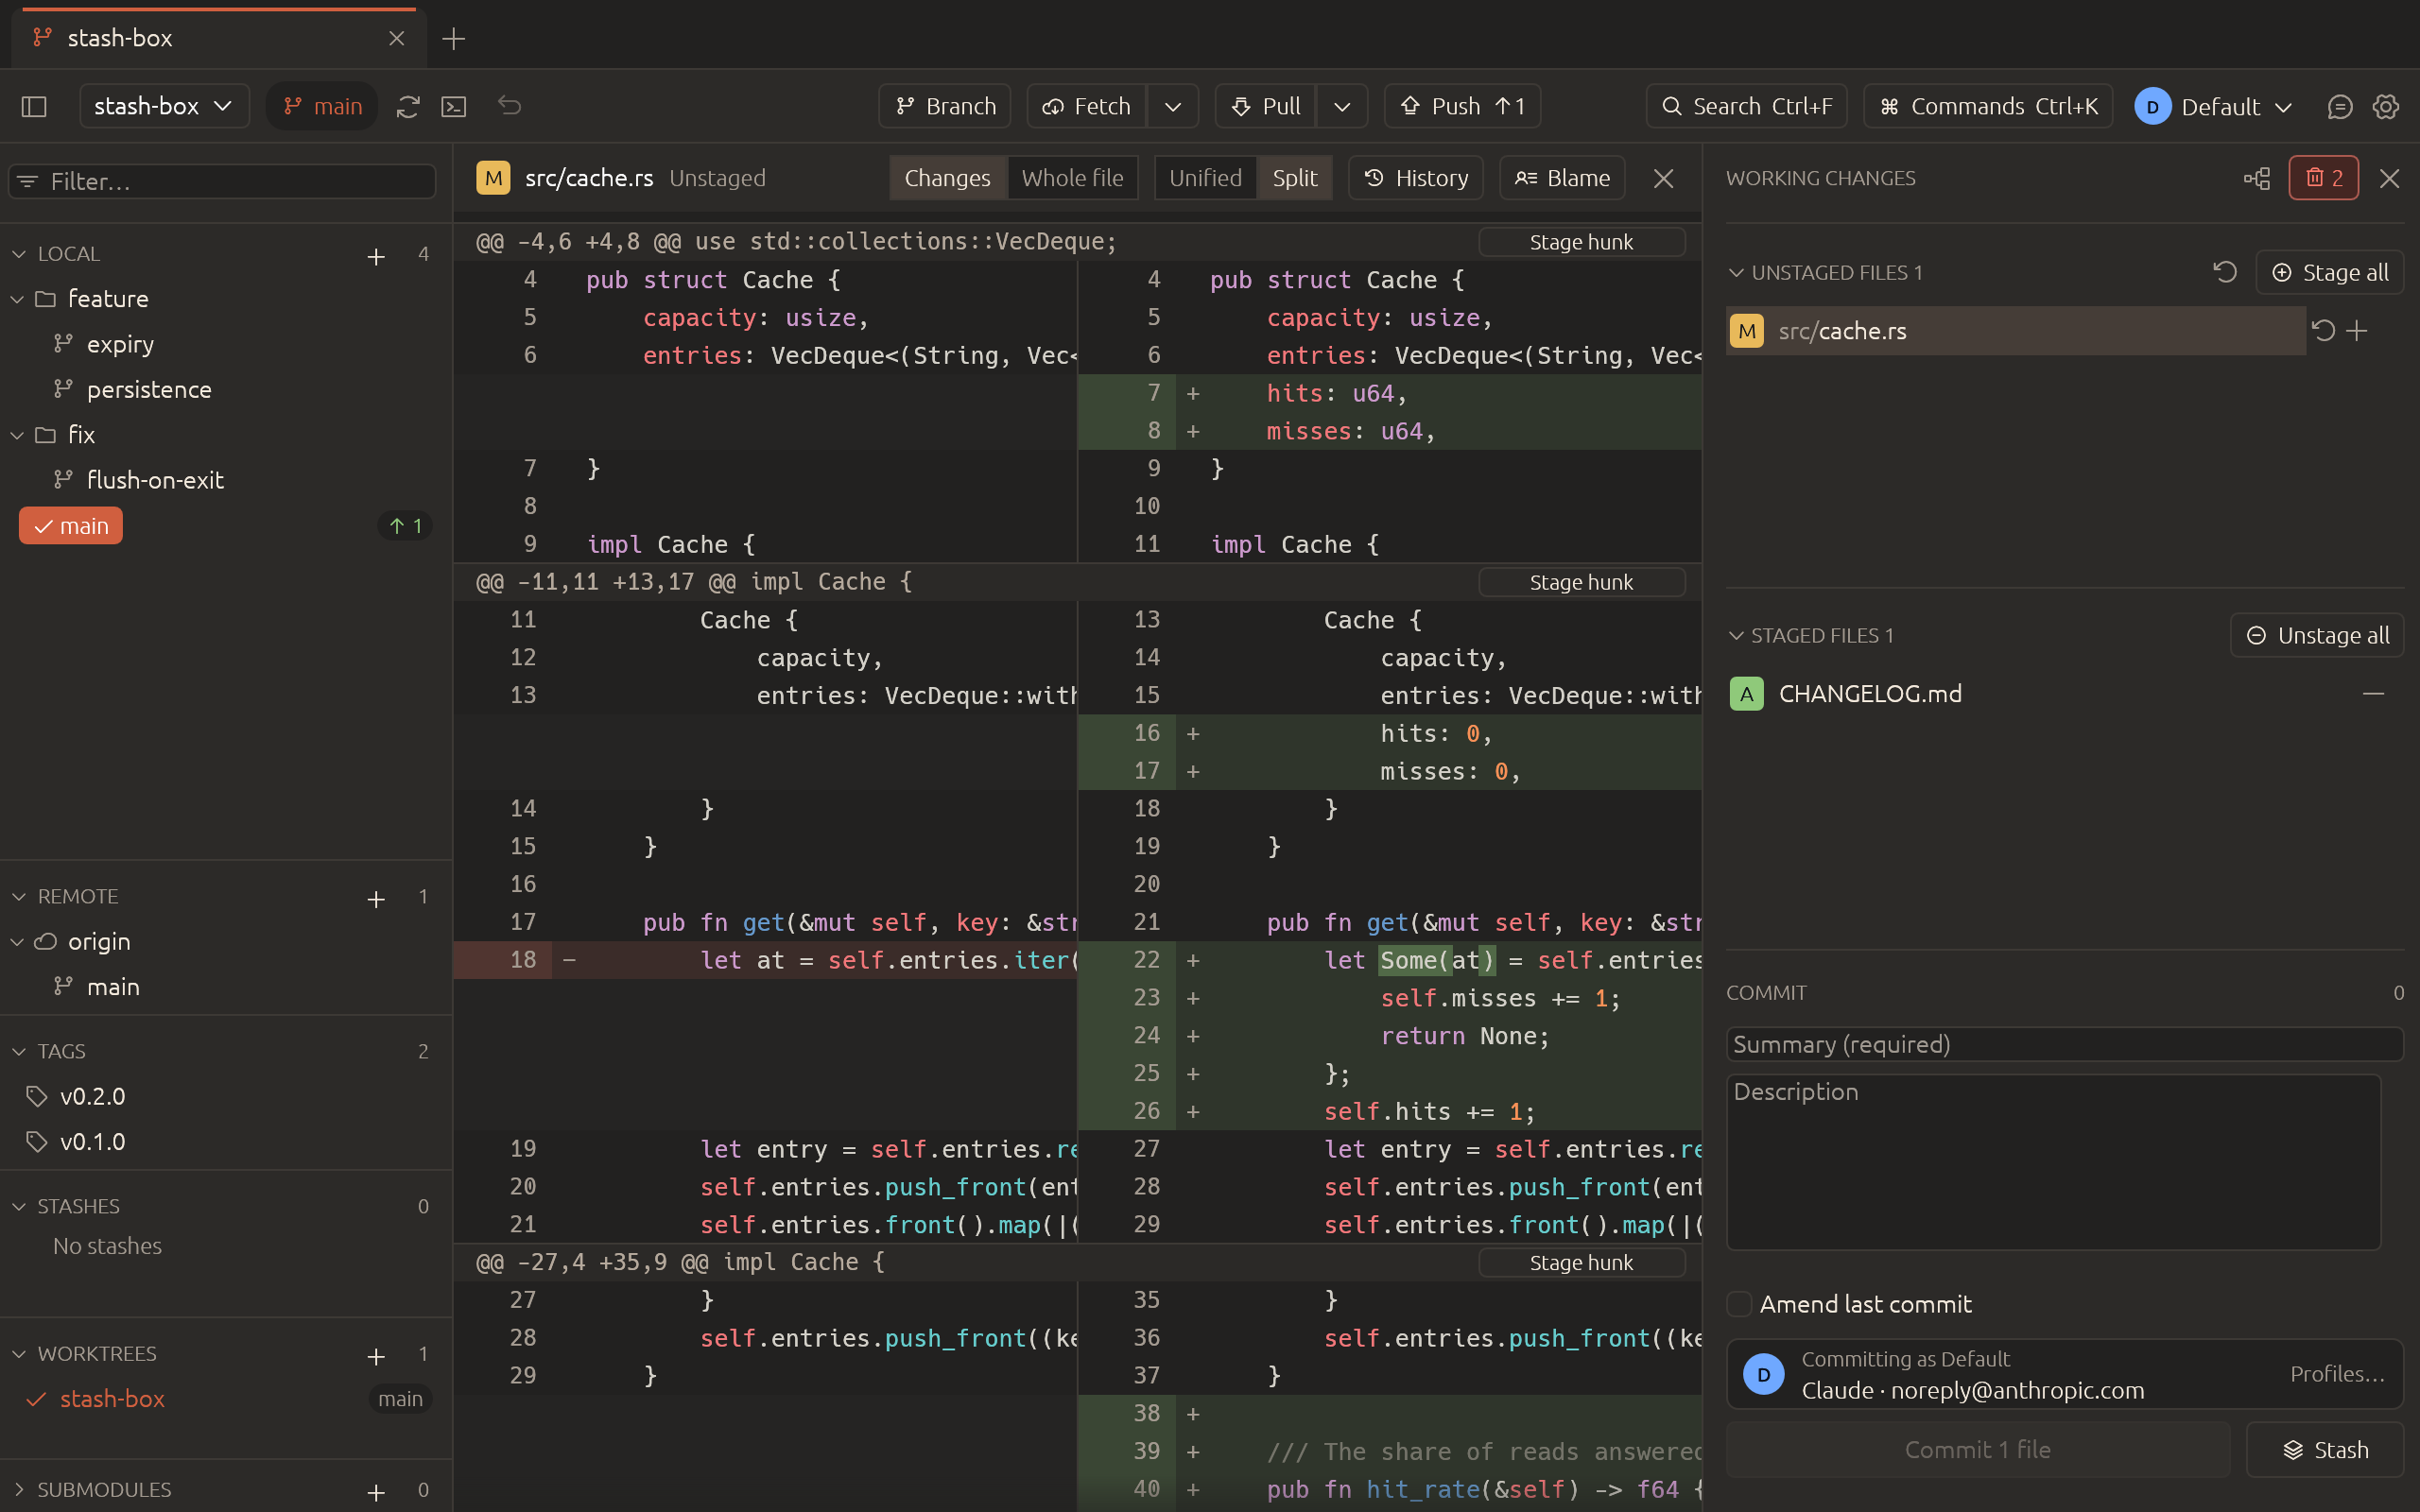 stash-box
stash-box
main
Branch
Fetch
Pull
Push ↑1
Search Ctrl+F
⌘ Commands Ctrl+K
D Default
Filter…
LOCAL 4
feature
expiry
persistence
fix
flush-on-exit
main ↑ 1
REMOTE 1
origin
main
TAGS 2
v0.2.0
v0.1.0
STASHES 0
No stashes
WORKTREES 1
stash-box main
SUBMODULES 0
M src/cache.rs Unstaged
Changes Whole file
Unified Split
History
Blame
@@ -4,6 +4,8 @@ use std::collections::VecDeque;
Stage hunk
4 pub struct Cache {
5 capacity: usize,
6 entries: VecDeque<(String, Vec<
7 }
8
9 impl Cache {
4 pub struct Cache {
5 capacity: usize,
6 entries: VecDeque<(String, Vec<
7 + hits: u64,
8 + misses: u64,
9 }
10
11 impl Cache {
@@ -11,11 +13,17 @@ impl Cache {
Stage hunk
11 Cache {
12 capacity,
13 entries: VecDeque::with
14 }
15 }
16
17 pub fn get(&mut self, key: &str
18 − let at = self.entries.iter(
19 let entry = self.entries.re
20 self.entries.push_front(ent
21 self.entries.front().map(|(
13 Cache {
14 capacity,
15 entries: VecDeque::with
16 + hits: 0,
17 + misses: 0,
18 }
19 }
20
21 pub fn get(&mut self, key: &str
22 + let Some(at) = self.entries
23 + self.misses += 1;
24 + return None;
25 + };
26 + self.hits += 1;
27 let entry = self.entries.re
28 self.entries.push_front(ent
29 self.entries.front().map(|(
@@ -27,4 +35,9 @@ impl Cache {
Stage hunk
27 }
28 self.entries.push_front((ke
29 }
35 }
36 self.entries.push_front((ke
37 }
38 +
39 + /// The share of reads answered
40 + pub fn hit_rate(&self) -> f64 {
WORKING CHANGES
2
UNSTAGED FILES 1
Stage all
M src/cache.rs
STAGED FILES 1
Unstage all
A CHANGELOG.md
COMMIT 0
Summary (required)
Description
Amend last commit
D
Committing as Default
Claude · noreply@anthropic.com
Profiles…
Commit 1 file
Stash